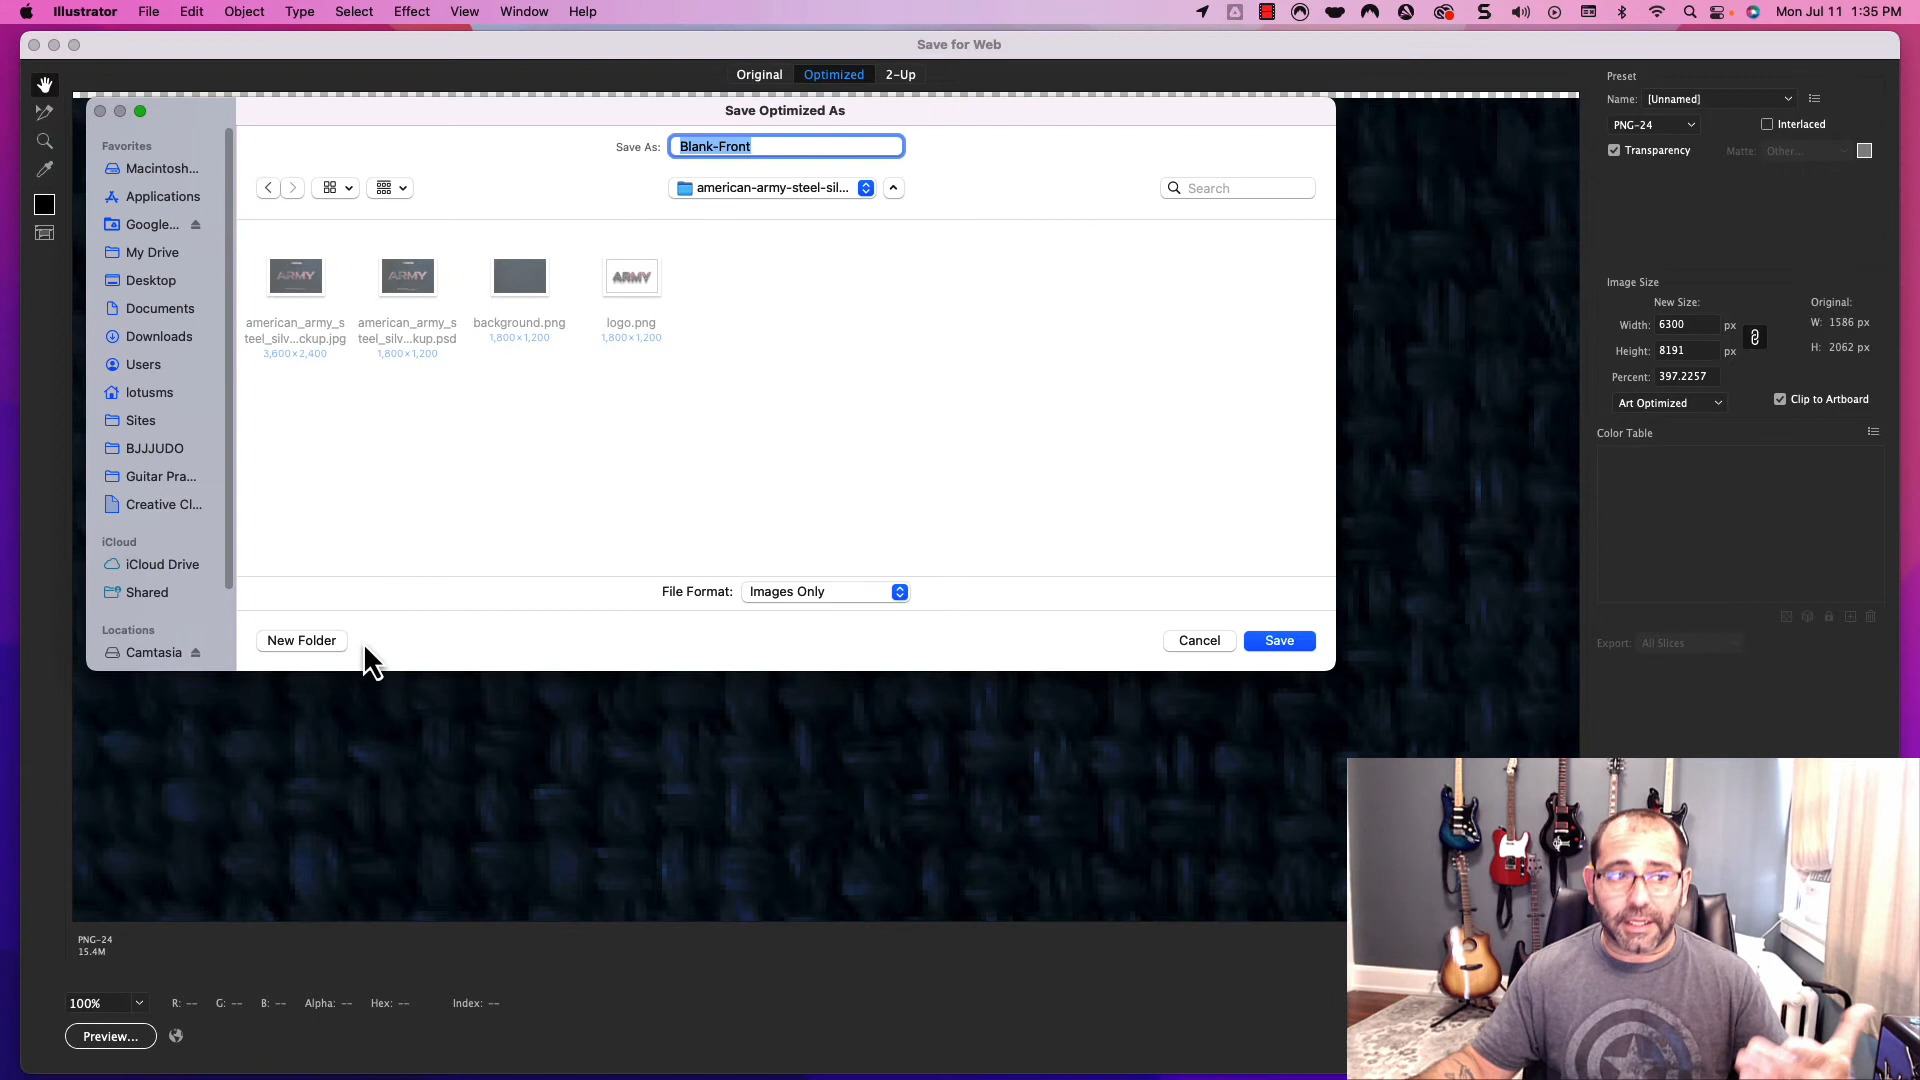 Illustrator File Edit Object Type Select Effect View Window Help Mon Jul 11 1:35 PM
Save for Web
Original Optimized 2-Up
Save Optimized As
Save As: Blank-Front
american-army-steel-sil...
Search
Favorites
Macintosh...
Applications
Google...
My Drive
Desktop
Documents
Downloads
Users
lotusms
Sites
BJJJUDO
Guitar Pra...
Creative Cl...
iCloud
iCloud Drive
Shared
Locations
Camtasia
ARMY
ARMY
ARMY
american_army_s
teel_silv...ckup.jpg
3,600×2,400
american_army_s
teel_silv...kup.psd
1,800×1,200
background.png
1,800×1,200
logo.png
1,800×1,200
File Format: Images Only
New Folder
Cancel
Save
Preset
Name: [Unnamed]
PNG-24
Interlaced
Transparency
Matte: Other...
Image Size
New Size:
Original:
Width: 6300 px
W: 1586 px
Height: 8191 px
H: 2062 px
Percent: 397.2257
Art Optimized
Clip to Artboard
Color Table
Export: All Slices
PNG-24
15.4M
100%
R: -- G: -- B: -- Alpha: -- Hex: -- Index: --
Preview...